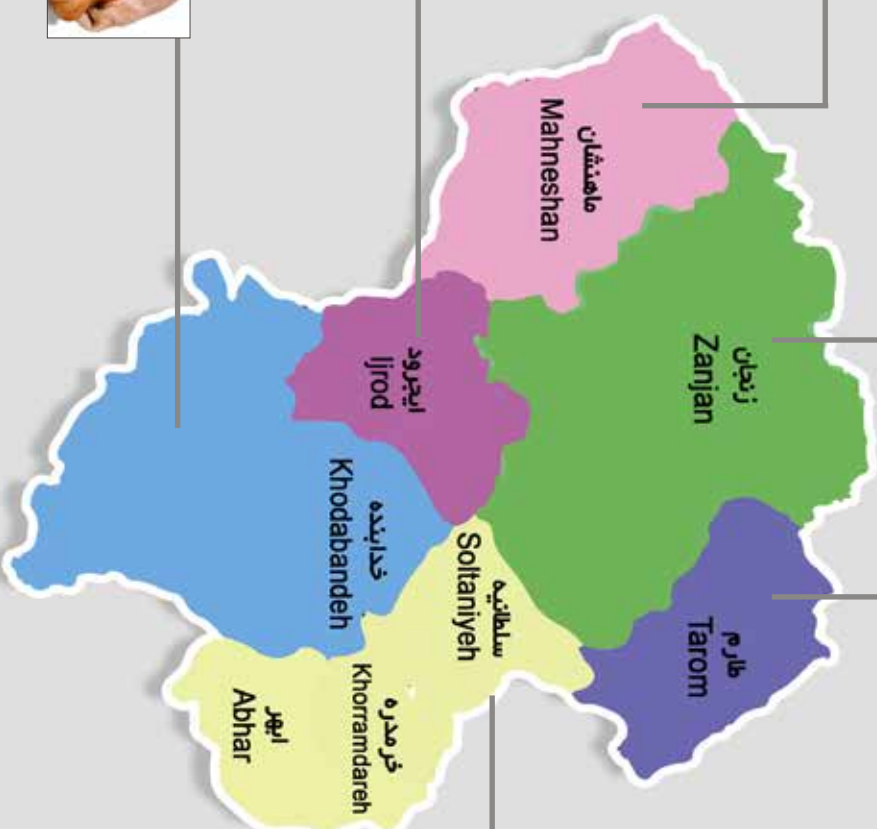 ماهنشان
Mahneshan
زنجان
Zanjan
ایجرود
Ijrod
خدابنده
Khodabandeh
سلطانیه
Soltaniyeh
طارم
Tarom
خرمدره
Khorramdareh
ابهر
Abhar